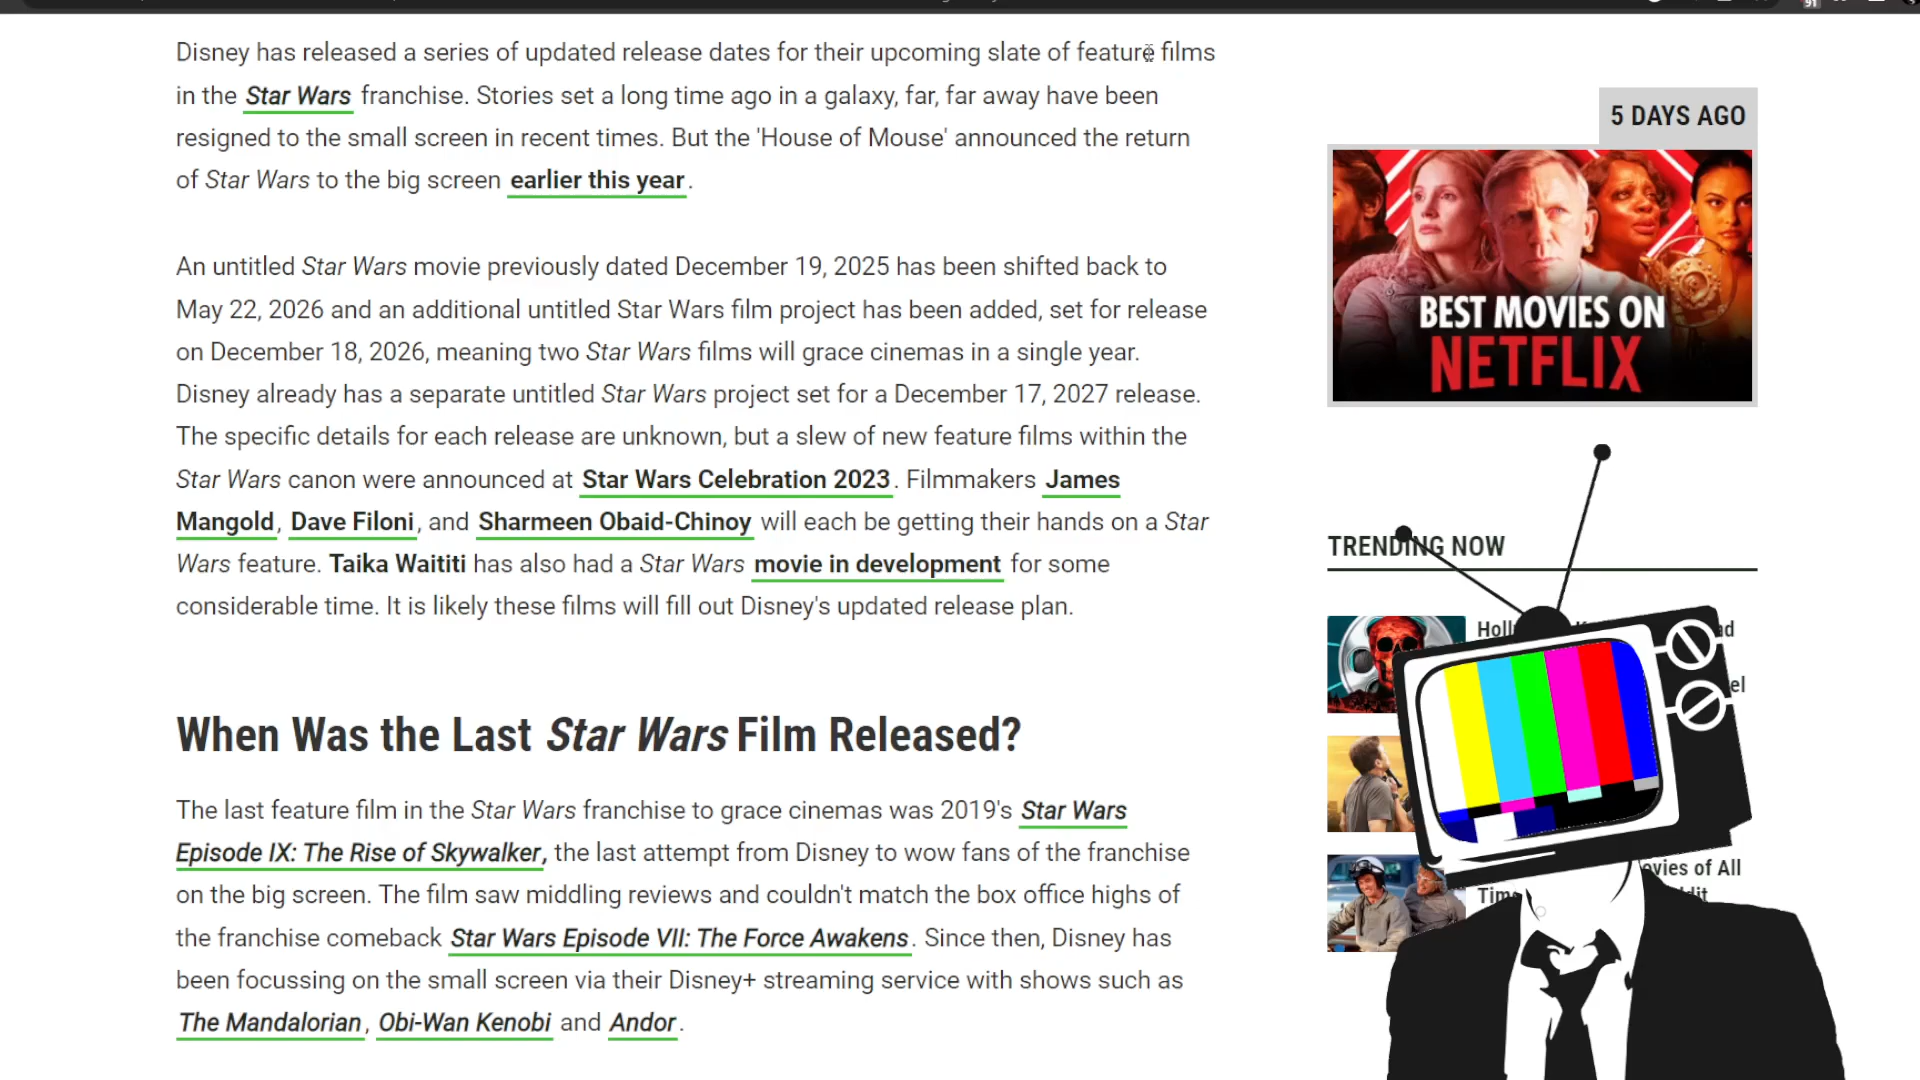 91
Disney has released a series of updated release dates for their upcoming slate of feature films
in the Star Wars franchise. Stories set a long time ago in a galaxy, far, far away have been
resigned to the small screen in recent times. But the 'House of Mouse' announced the return
of Star Wars to the big screen earlier this year.
An untitled Star Wars movie previously dated December 19, 2025 has been shifted back to
May 22, 2026 and an additional untitled Star Wars film project has been added, set for release
on December 18, 2026, meaning two Star Wars films will grace cinemas in a single year.
Disney already has a separate untitled Star Wars project set for a December 17, 2027 release.
The specific details for each release are unknown, but a slew of new feature films within the
Star Wars canon were announced at Star Wars Celebration 2023. Filmmakers James
Mangold, Dave Filoni, and Sharmeen Obaid-Chinoy will each be getting their hands on a Star
Wars feature. Taika Waititi has also had a Star Wars movie in development for some
considerable time. It is likely these films will fill out Disney's updated release plan.
When Was the Last Star Wars Film Released?
The last feature film in the Star Wars franchise to grace cinemas was 2019's Star Wars
Episode IX: The Rise of Skywalker, the last attempt from Disney to wow fans of the franchise
on the big screen. The film saw middling reviews and couldn't match the box office highs of
the franchise comeback Star Wars Episode VII: The Force Awakens. Since then, Disney has
been focussing on the small screen via their Disney+ streaming service with shows such as
The Mandalorian, Obi-Wan Kenobi and Andor.
5 DAYS AGO
BEST MOVIES ON
NETFLIX
TRENDING NOW
of All